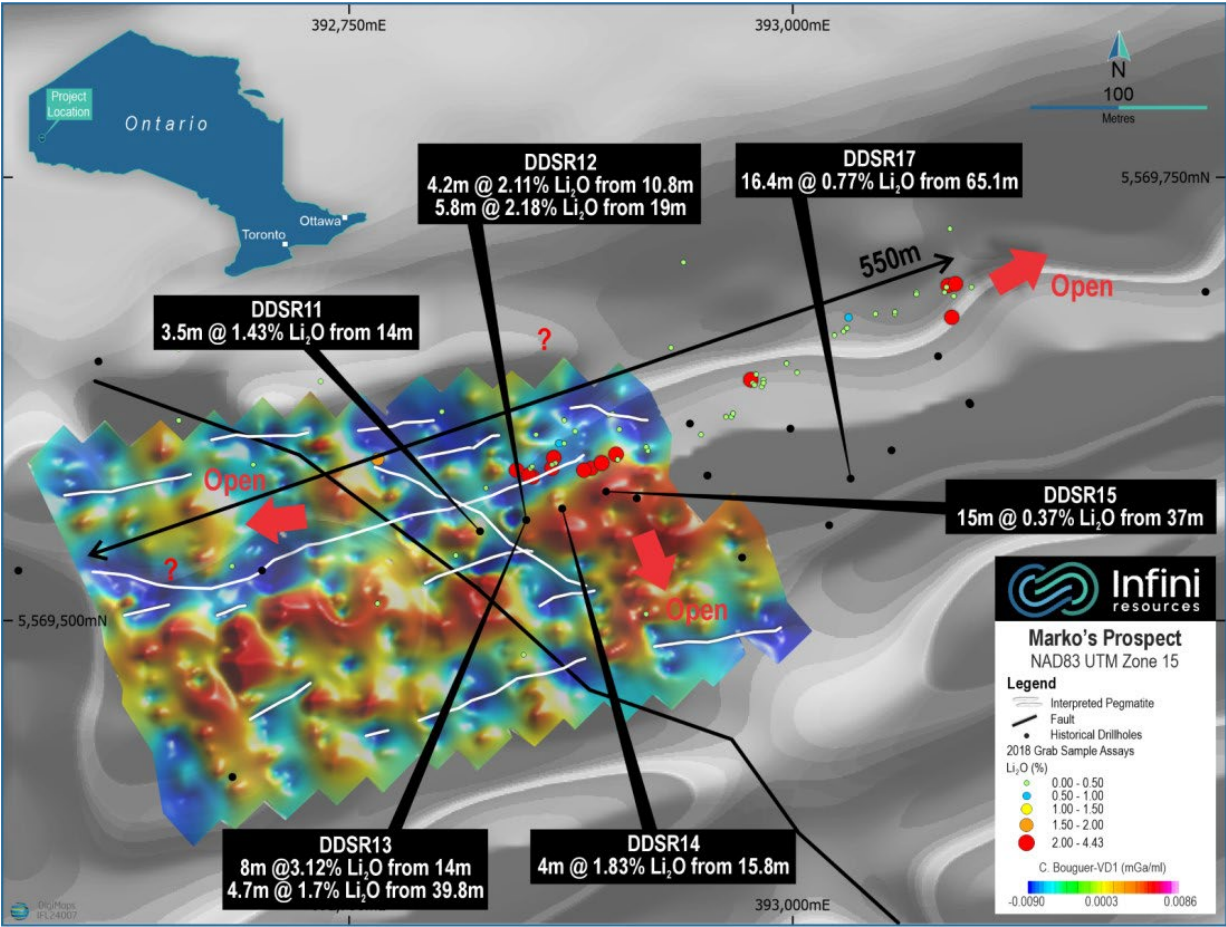 392,750mE
393,000mE
N
100
Metres
Project
Location
Ontario
Ottawa
Toronto
DDSR12
4.2m @ 2.11% Li₂O from 10.8m
5.8m @ 2.18% Li₂O from 19m
DDSR17
16.4m @ 0.77% Li₂O from 65.1m
5,569,750mN
550m
Open
DDSR11
3.5m @ 1.43% Li₂O from 14m
?
Open
DDSR15
15m @ 0.37% Li₂O from 37m
?
Open
5,569,500mN
Infini
resources
Marko's Prospect
NAD83 UTM Zone 15
Legend
Interpreted Pegmatite
Fault
Historical Drillholes
2018 Grab Sample Assays
Li₂O (%)
0.00 - 0.50
0.50 - 1.00
1.00 - 1.50
1.50 - 2.00
2.00 - 4.43
C. Bouguer-VD1 (mGa/ml)
-0.0090 0.0003 0.0086
DDSR13
8m @3.12% Li₂O from 14m
4.7m @ 1.7% Li₂O from 39.8m
DDSR14
4m @ 1.83% Li₂O from 15.8m
DigiMaps
IFL24007
393,000mE